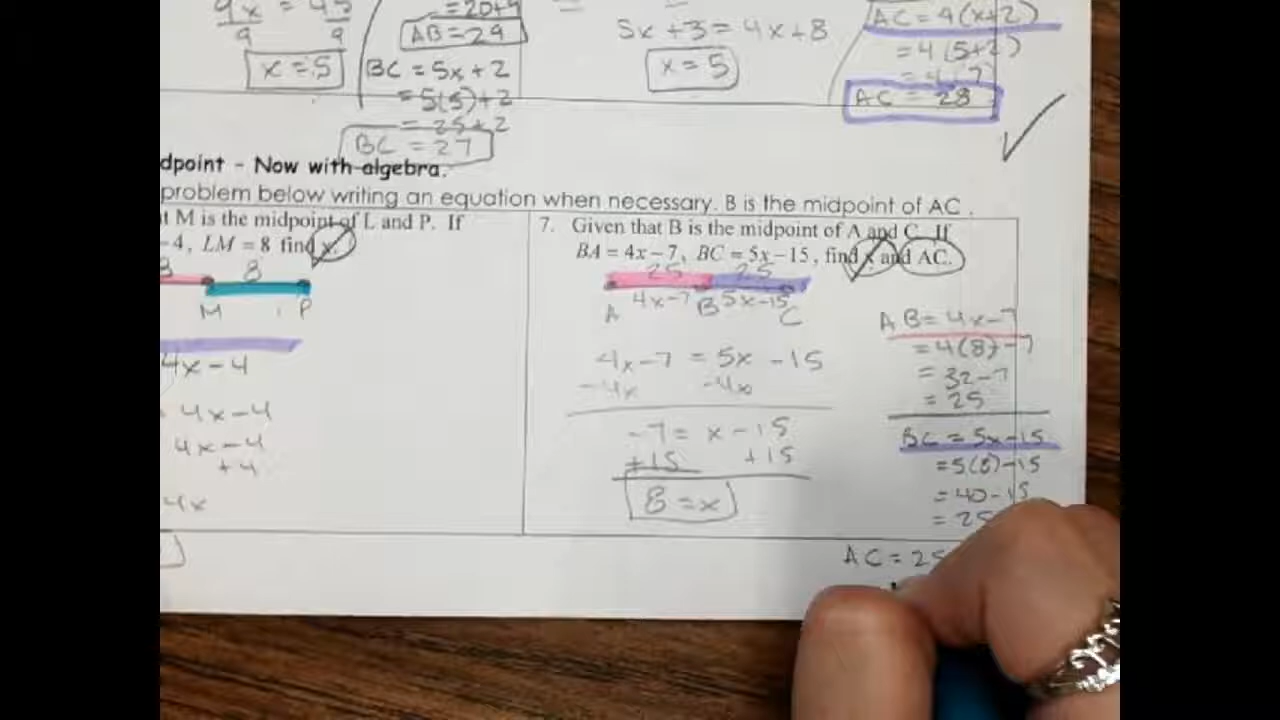 9x = 45
9 9
x = 5
= 20+9
AB = 29
BC = 5x + 2
= 5(5) + 2
= 25 + 2
BC = 27
5x + 3 = 4x + 8
x = 5
AC = 4(x+2)
= 4(5+2)
= 4(7)
AC = 28
dpoint - Now with algebra.
problem below writing an equation when necessary. B is the midpoint of AC.
t M is the midpoint of L and P. If
-4, LM = 8 find x.
8
M P
4x - 4
4x - 4
4x - 4
+ 4
4x
7. Given that B is the midpoint of A and C. If
BA = 4x - 7, BC = 5x - 15, find x and AC.
25 25
4x-7 5x-15
A B C
4x - 7 = 5x - 15
-4x -4x
-7 = x - 15
+15 +15
8 = x
AB = 4x - 7
= 4(8) - 7
= 32 - 7
= 25
BC = 5x - 15
= 5(8) - 15
= 40 - 15
= 25
AC = 25